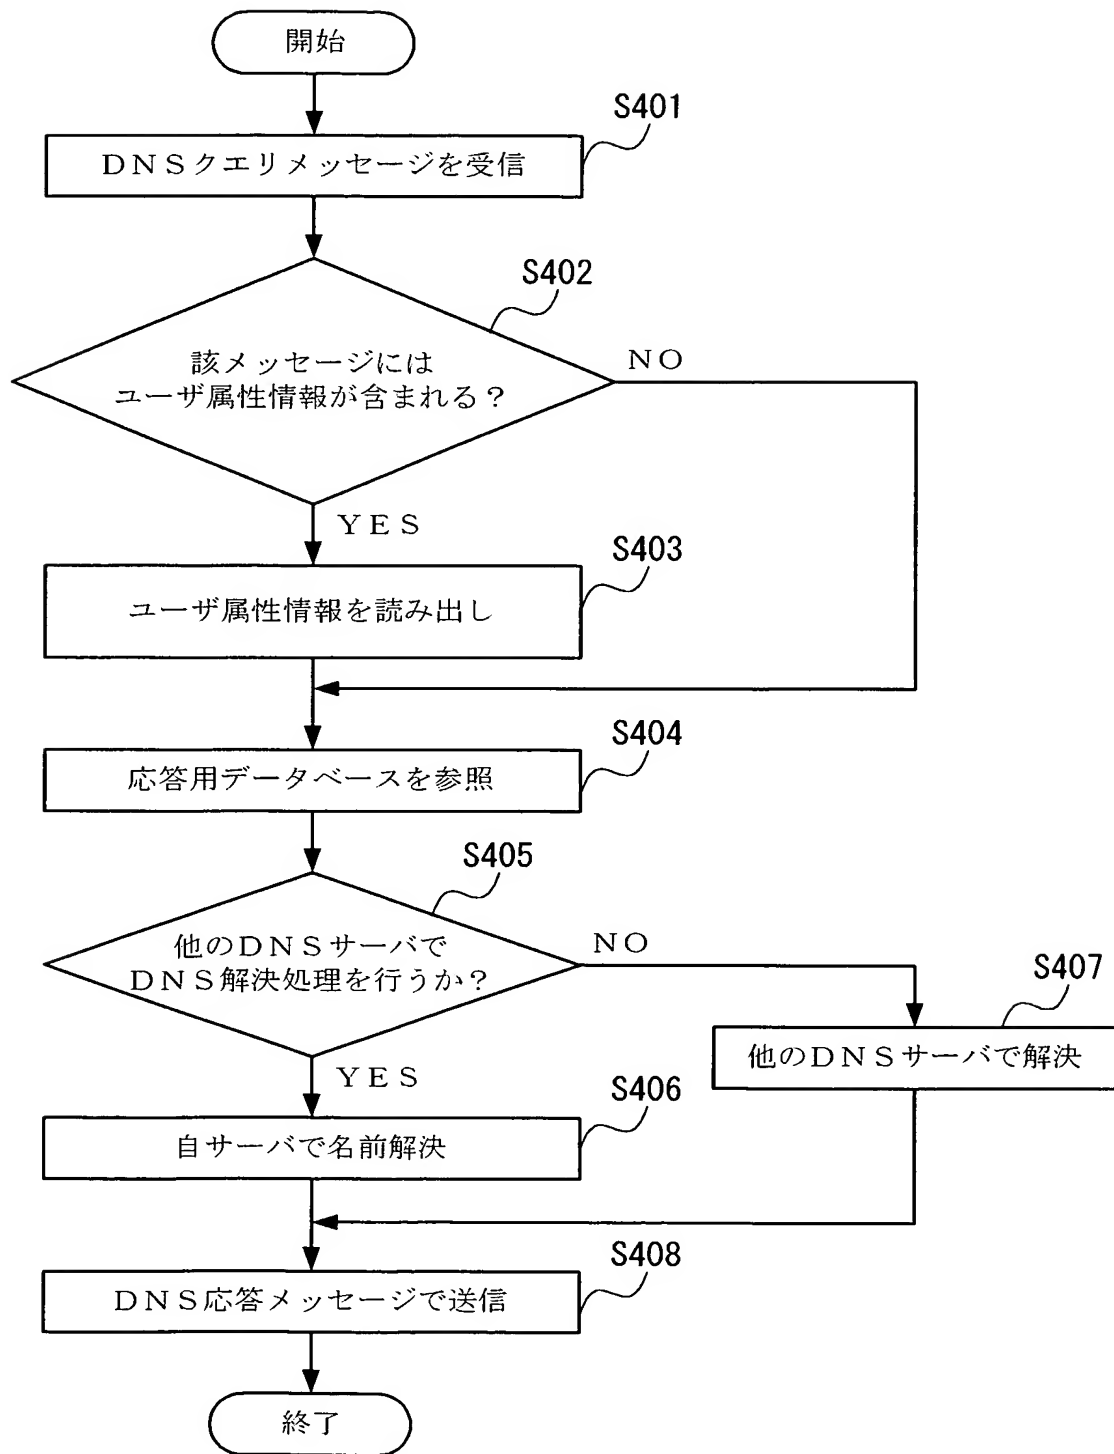 開始
S401
DNSクエリメッセージを受信
S402
該メッセージには
ユーザ属性情報が含まれる？
NO
YES
S403
ユーザ属性情報を読み出し
S404
応答用データベースを参照
S405
他のDNSサーバで
DNS解決処理を行うか？
NO
S407
他のDNSサーバで解決
YES
S406
自サーバで名前解決
S408
DNS応答メッセージで送信
終了